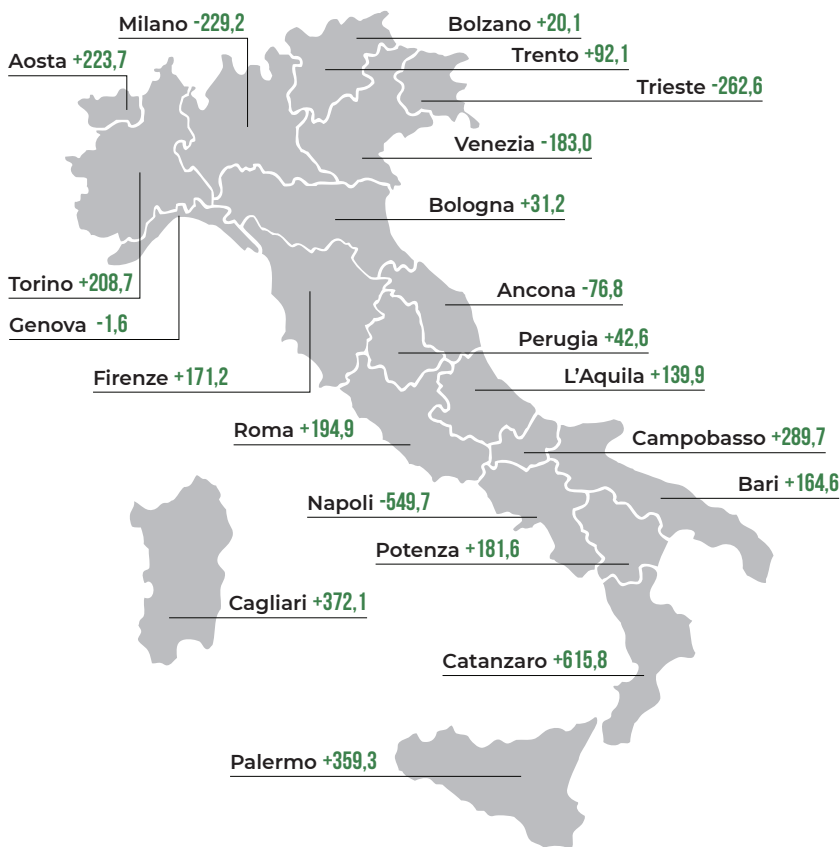 Milano -229,2
Bolzano +20,1
Aosta +223,7
Trento +92,1
Trieste -262,6
Venezia -183,0
Bologna +31,2
Torino +208,7
Ancona -76,8
Genova -1,6
Perugia +42,6
Firenze +171,2
L’Aquila +139,9
Roma +194,9
Campobasso +289,7
Bari +164,6
Napoli -549,7
Potenza +181,6
Cagliari +372,1
Catanzaro +615,8
Palermo +359,3